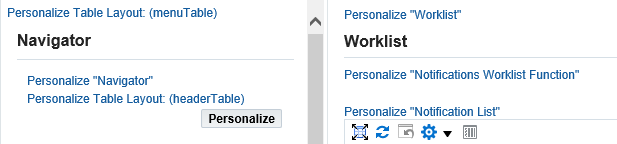 Personalize Table Layout: (menuTable)
Navigator
Personalize "Navigator"
Personalize Table Layout: (headerTable)
Personalize
Personalize "Worklist"
Worklist
Personalize "Notifications Worklist Function"
Personalize "Notification List"